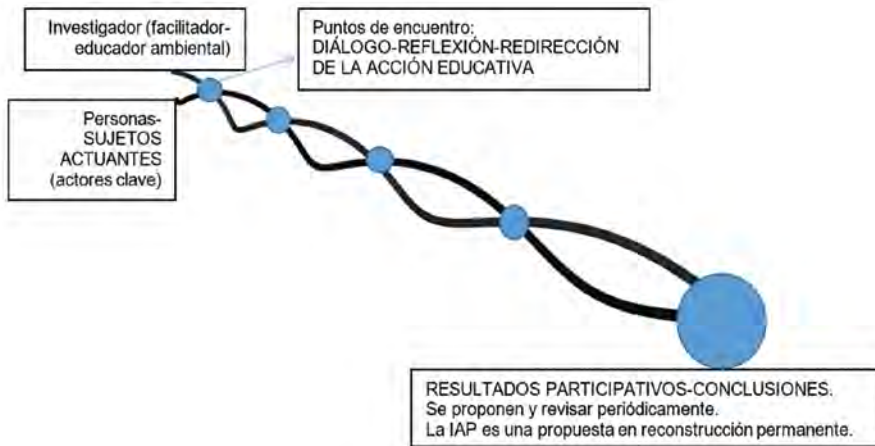 Investigador (facilitador-
educador ambiental)
Puntos de encuentro:
DIÁLOGO-REFLEXIÓN-REDIRECCIÓN
DE LA ACCIÓN EDUCATIVA
Personas-
SUJETOS
ACTUANTES
(actores clave)
RESULTADOS PARTICIPATIVOS-CONCLUSIONES.
Se proponen y revisar periódicamente.
La IAP es una propuesta en reconstrucción permanente.